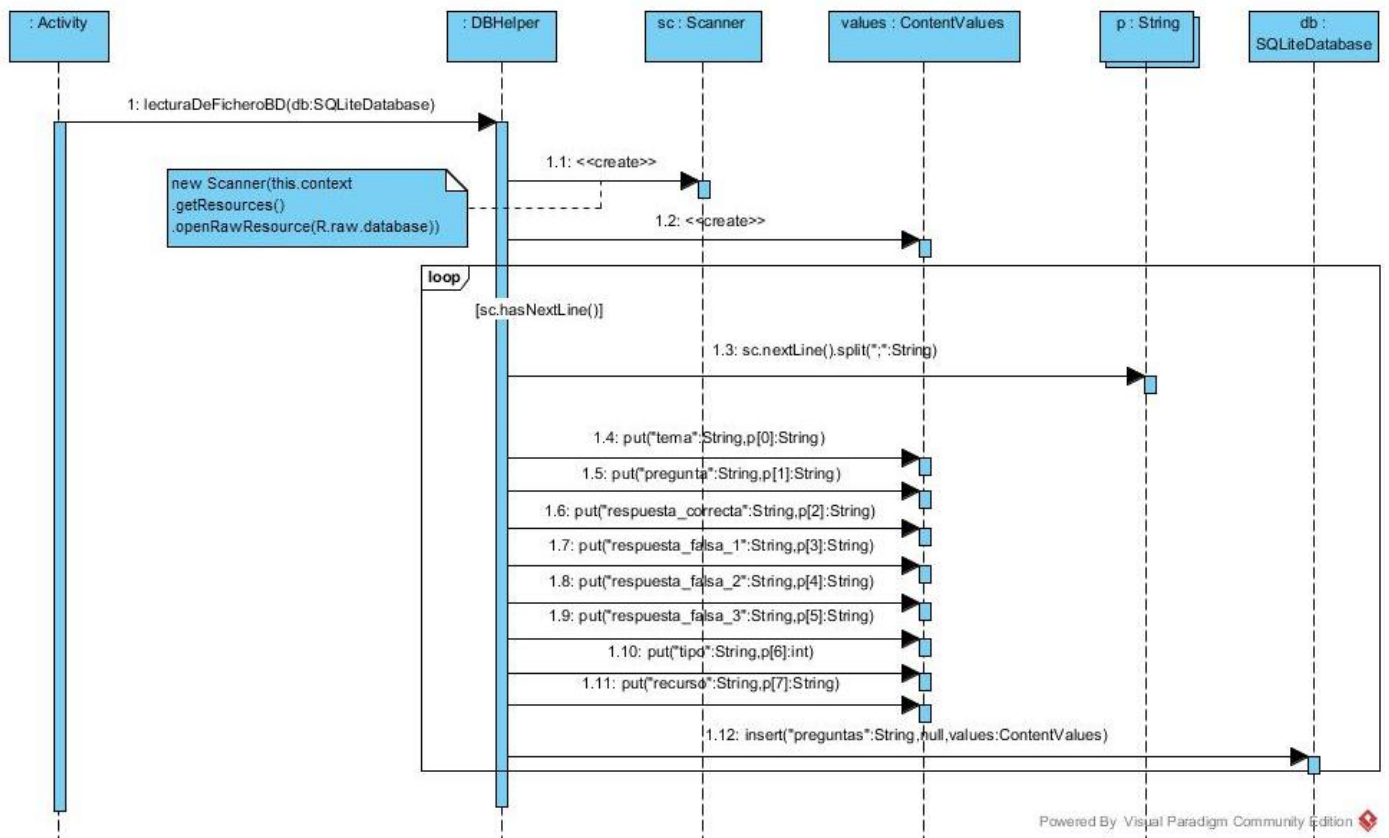 : Activity
: DBHelper
sc : Scanner
values : ContentValues
p : String
db :
SQLiteDatabase
1: lecturaDeFicheroBD(db:SQLiteDatabase)
1.1: <<create>>
new Scanner(this.context
.getResources()
.openRawResource(R.raw.database))
1.2: <<create>>
loop
[sc.hasNextLine()]
1.3: sc.nextLine().split(";":String)
1.4: put("tema":String,p[0]:String)
1.5: put("pregunta":String,p[1]:String)
1.6: put("respuesta_correcta":String,p[2]:String)
1.7: put("respuesta_falsa_1":String,p[3]:String)
1.8: put("respuesta_falsa_2":String,p[4]:String)
1.9: put("respuesta_falsa_3":String,p[5]:String)
1.10: put("tipo":String,p[6]:int)
1.11: put("recurso":String,p[7]:String)
1.12: insert("preguntas":String,null,values:ContentValues)
Powered By Visual Paradigm Community Edition